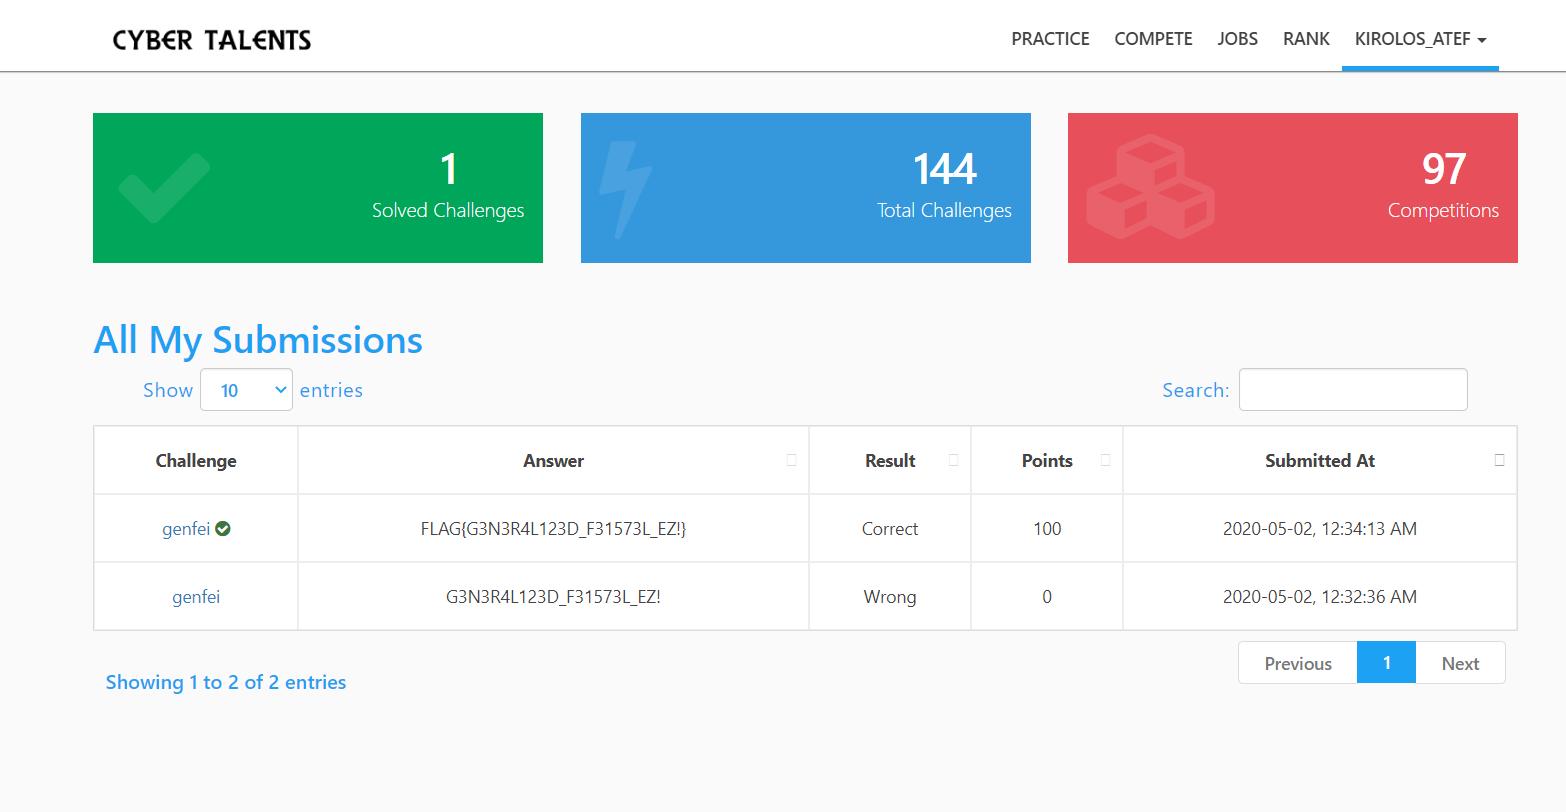 CYBER TALENTS PRACTICE COMPETE JOBS RANK KIROLOS_ATEF
1 144 97
Solved Challenges Total Challenges Competitions
All My Submissions
Show 10 entries Search:
Challenge Answer Result Points Submitted At
genfei FLAG{G3N3R4L123D_F31573L_EZ!} Correct 100 2020-05-02, 12:34:13 AM
genfei G3N3R4L123D_F31573L_EZ! Wrong 0 2020-05-02, 12:32:36 AM
Previous 1 Next
Showing 1 to 2 of 2 entries